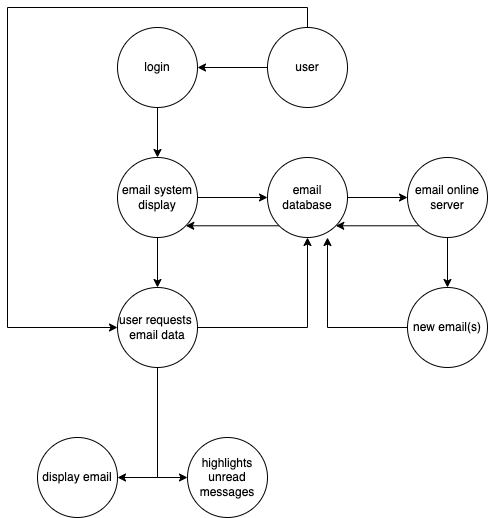 login
user
email system
display
email
database
email online
server
user requests
email data
new email(s)
display email
highlights
unread
messages